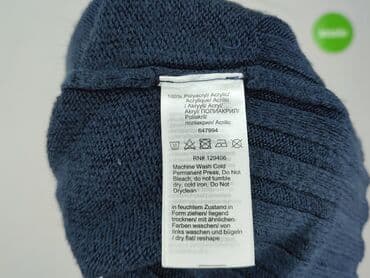 100% Polyacryl/ Acrylic/
Acrylique/ Acrilico
/ Akryyli/ Acryl/
Akryl/ ПОЛИАКРИЛ/
Poliakril/
полиакрил/ Acrilic
647994
RN# 129406
Machine Wash Cold
Permanent Press, Do Not
Bleach, do not tumble
dry, cold iron, Do Not
Dryclean
in feuchtem Zustand in
Form ziehen/ liegend
trocknen/ mit ähnlichen
Farben waschen/ von
links waschen und bügeln
/ dry flat/ reshape